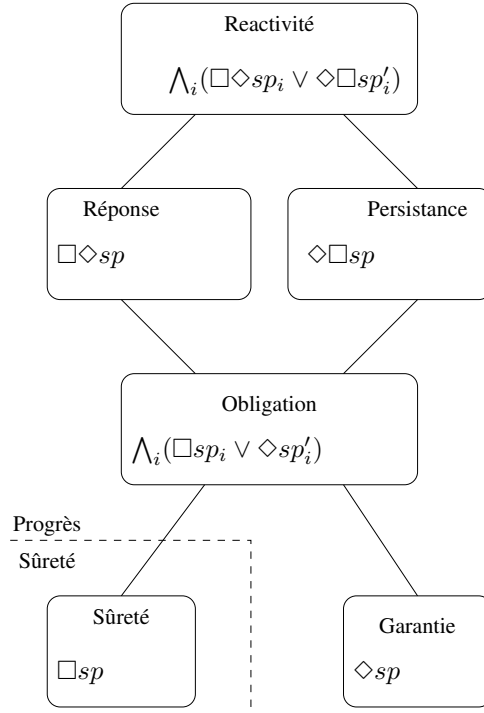 Reactivité
⋀ᵢ(□◇spᵢ ∨ ◇□sp′ᵢ)
Réponse
□◇sp
Persistance
◇□sp
Obligation
⋀ᵢ(□spᵢ ∨ ◇sp′ᵢ)
Progrès
Sûreté
Sûreté
□sp
Garantie
◇sp